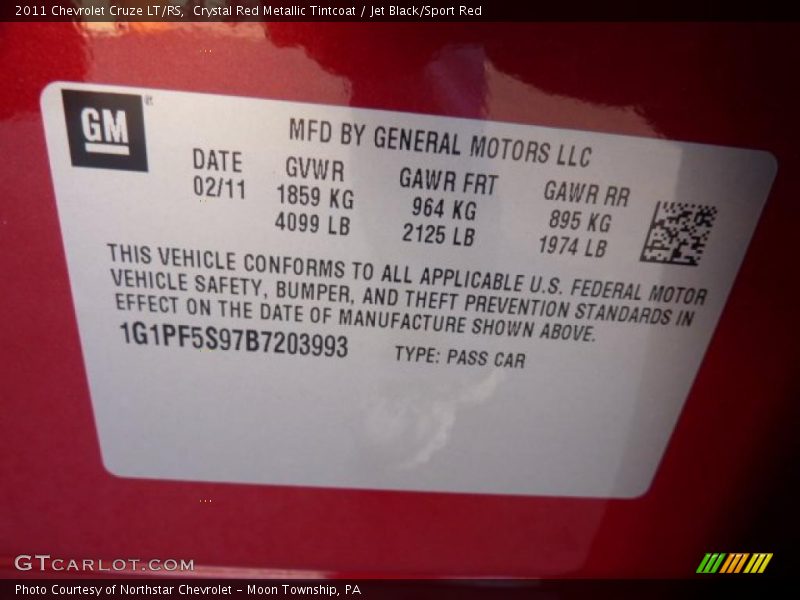 2011 Chevrolet Cruze LT/RS, Crystal Red Metallic Tintcoat / Jet Black/Sport Red
GM
MFD BY GENERAL MOTORS LLC
DATE GVWR GAWR FRT GAWR RR
02/11 1859 KG 964 KG 895 KG
4099 LB 2125 LB 1974 LB
THIS VEHICLE CONFORMS TO ALL APPLICABLE U.S. FEDERAL MOTOR
VEHICLE SAFETY, BUMPER, AND THEFT PREVENTION STANDARDS IN
EFFECT ON THE DATE OF MANUFACTURE SHOWN ABOVE.
1G1PF5S97B7203993 TYPE: PASS CAR
GTCARLOT.COM
Photo Courtesy of Northstar Chevrolet - Moon Township, PA